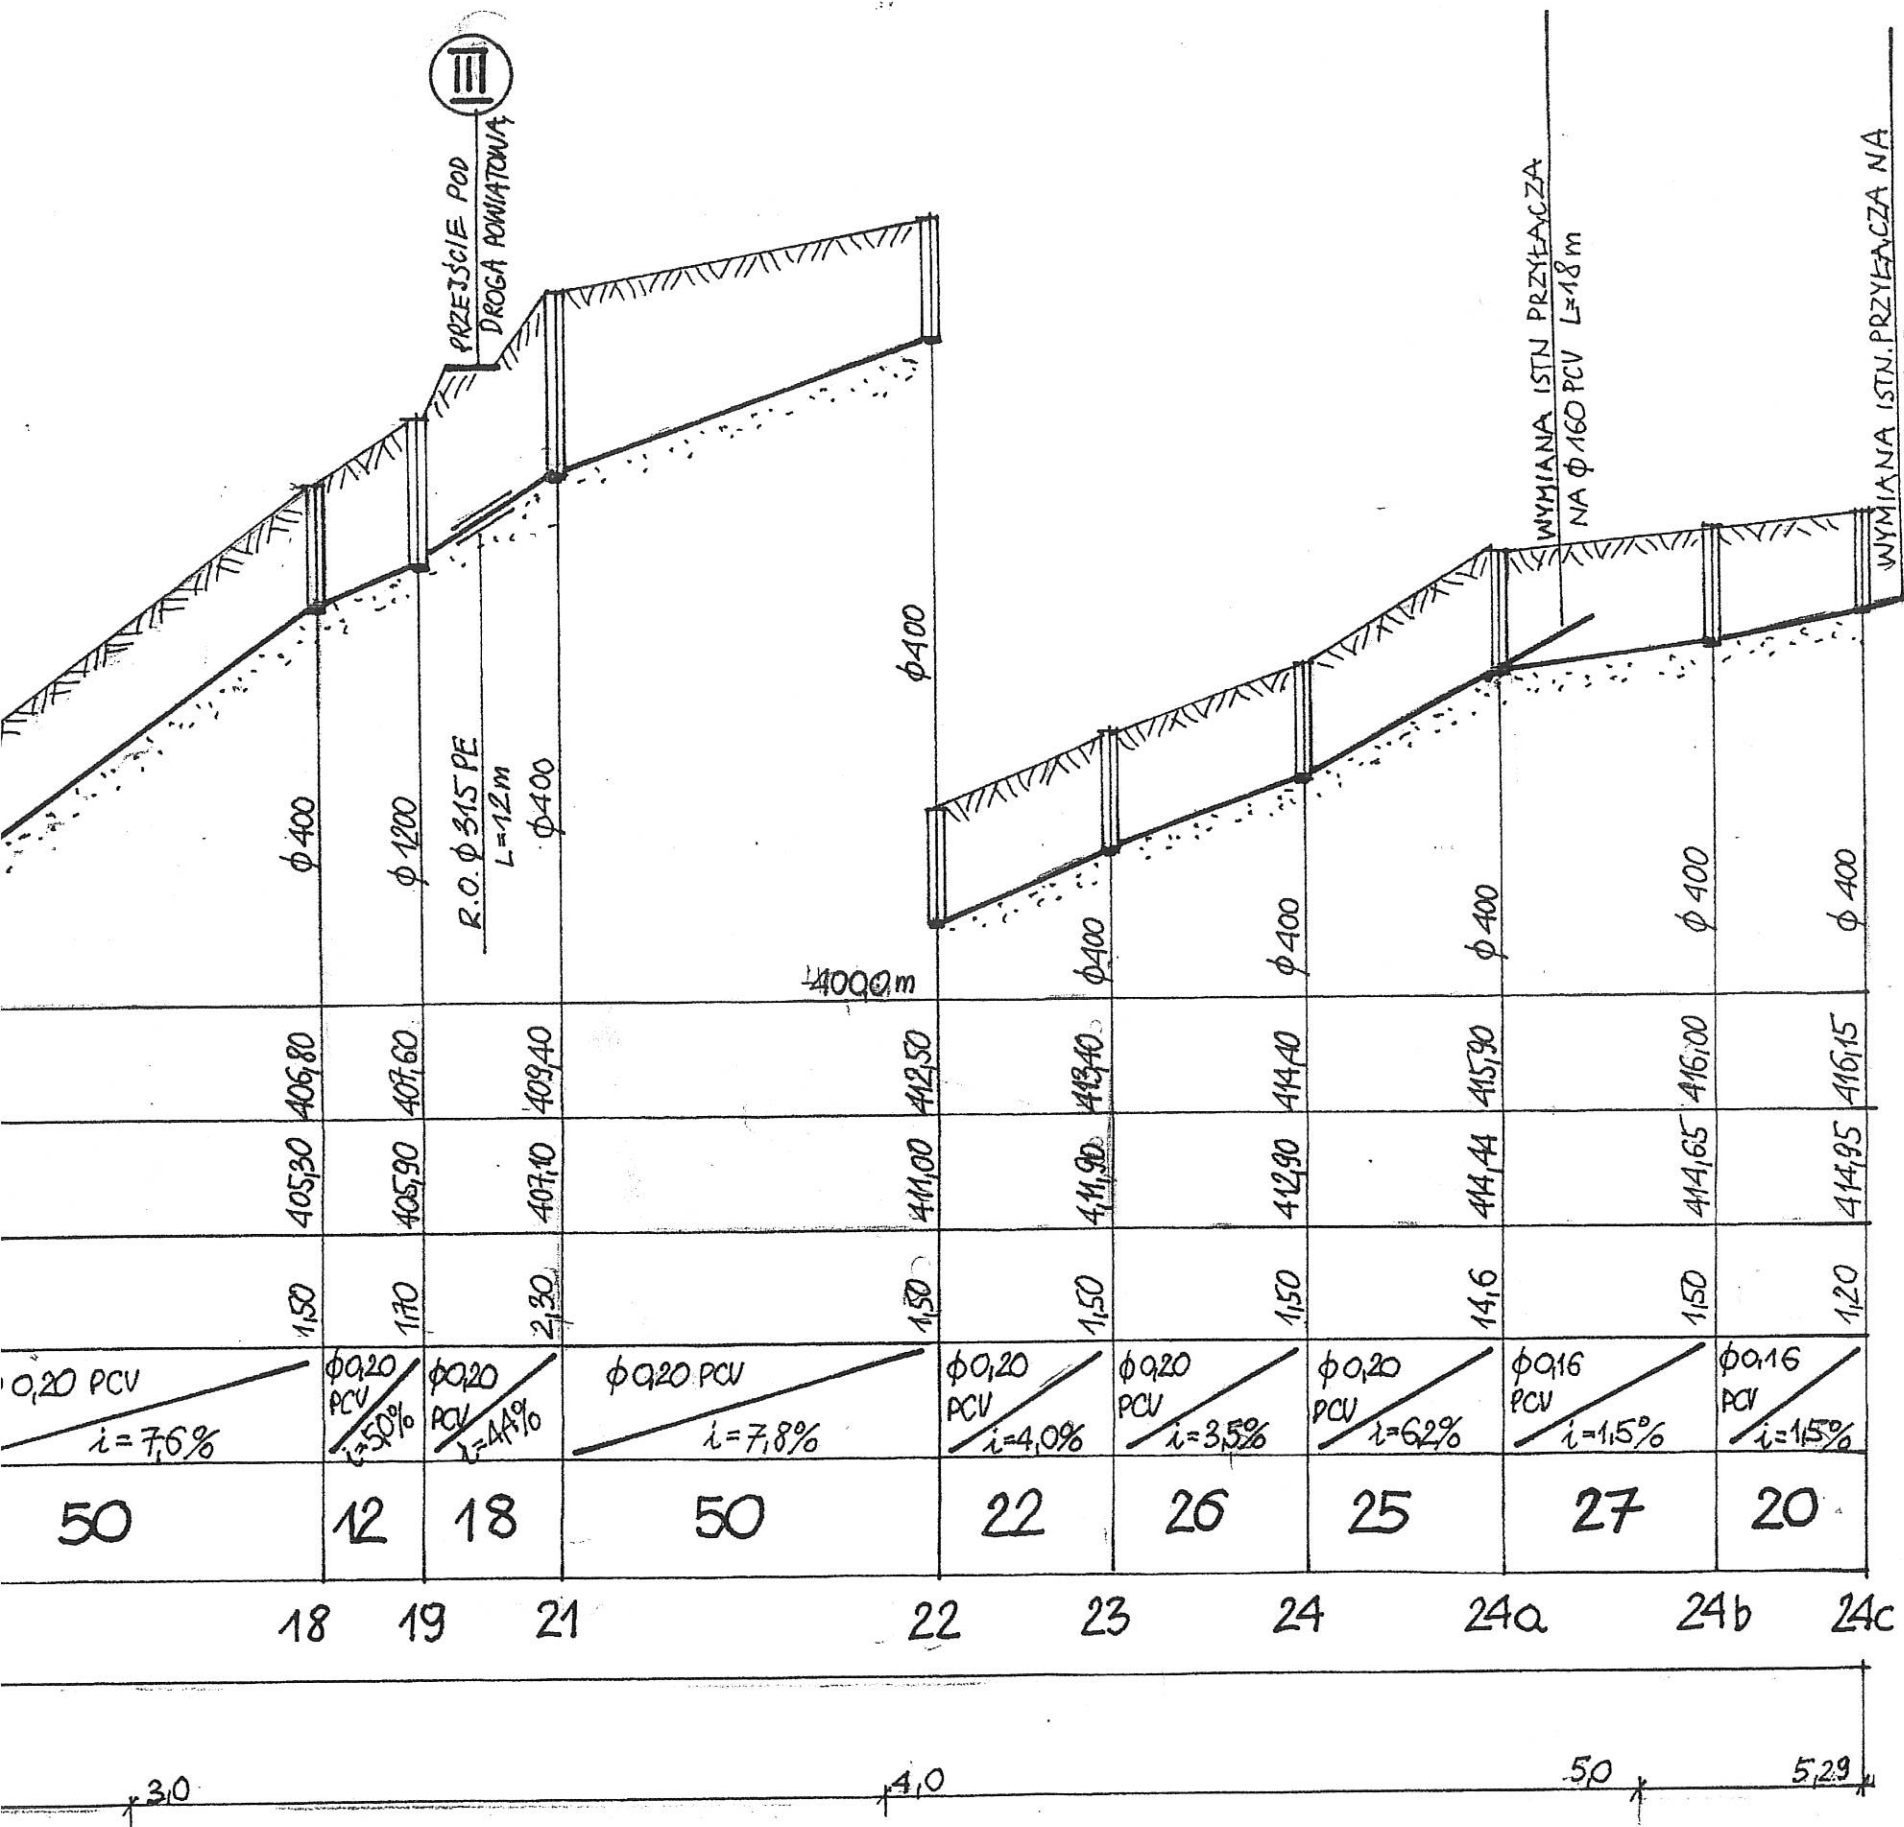 III
PRZEJŚCIE POD
DROGĄ POWIATOWĄ
WYMIANA ISTN PRZYŁĄCZA
NA ϕ160 PCV L=18m
WYMIANA ISTN. PRZYŁĄCZA NA
ϕ400
ϕ1200
R.O. ϕ315 PE
L=12m
ϕ400
ϕ400
ϕ400
ϕ400
ϕ400
ϕ400
ϕ400
406,80 407,60 409,40 412,50 413,40 414,40 415,90 416,00 416,15
405,30 405,90 407,10 411,00 411,90 412,90 414,44 414,65 414,95
1,50 1,70 2,30 1,50 1,50 1,50 14,6 1,50 1,20
0,20 PCV
i=7,6%
ϕ0,20
PCV
i=5,0%
ϕ0,20
PCV
i=4,4%
ϕ0,20 PCV
i=7,8%
ϕ0,20
PCV
i=4,0%
ϕ0,20
PCV
i=3,5%
ϕ0,20
PCV
i=6,2%
ϕ0,16
PCV
i=1,5%
ϕ0,16
PCV
i=1,5%
50 12 18 50 22 26 25 27 20
18 19 21 22 23 24 24a 24b 24c
3,0 4,0 5,0 5,29